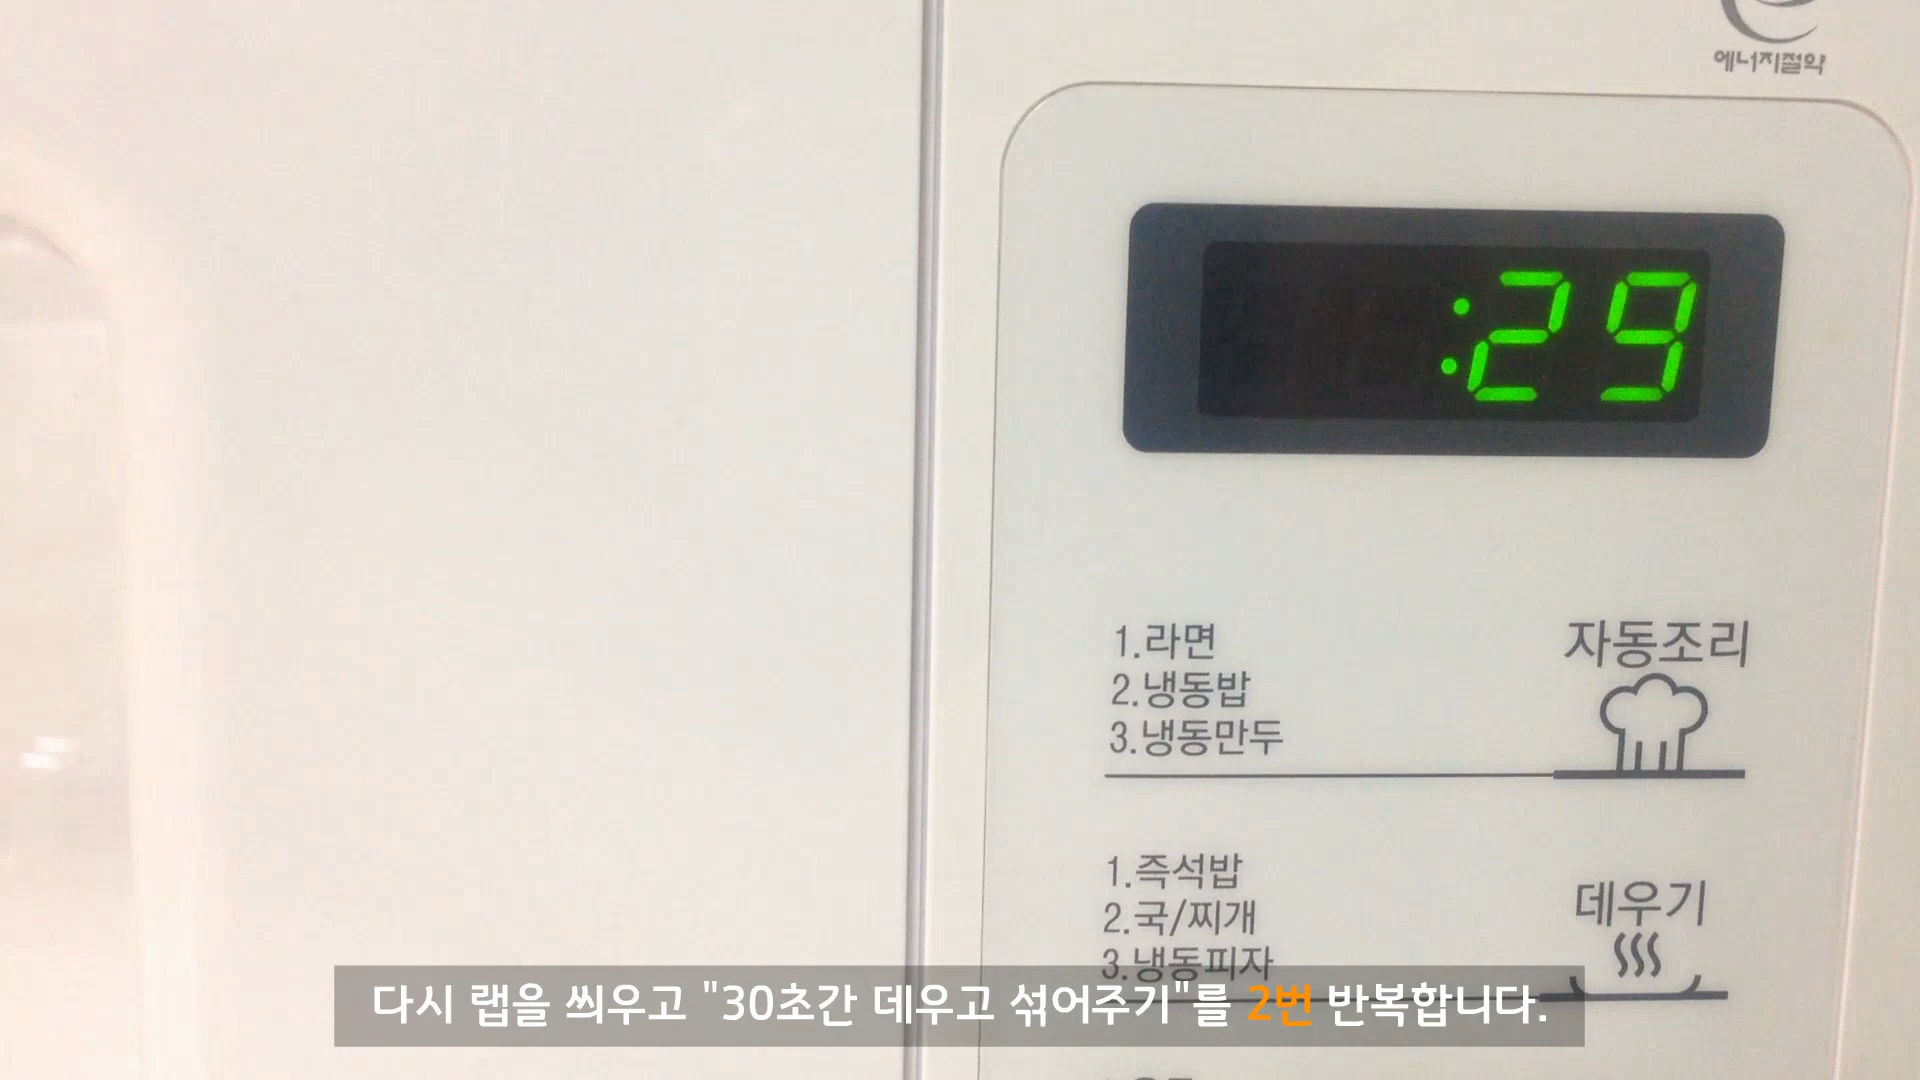 에너지절약
:29
1.라면
2.냉동밥
3.냉동만두
자동조리
1.즉석밥
2.국/찌개
3.냉동피자
데우기
다시 랩을 씌우고 "30초간 데우고 섞어주기"를 2번 반복합니다.